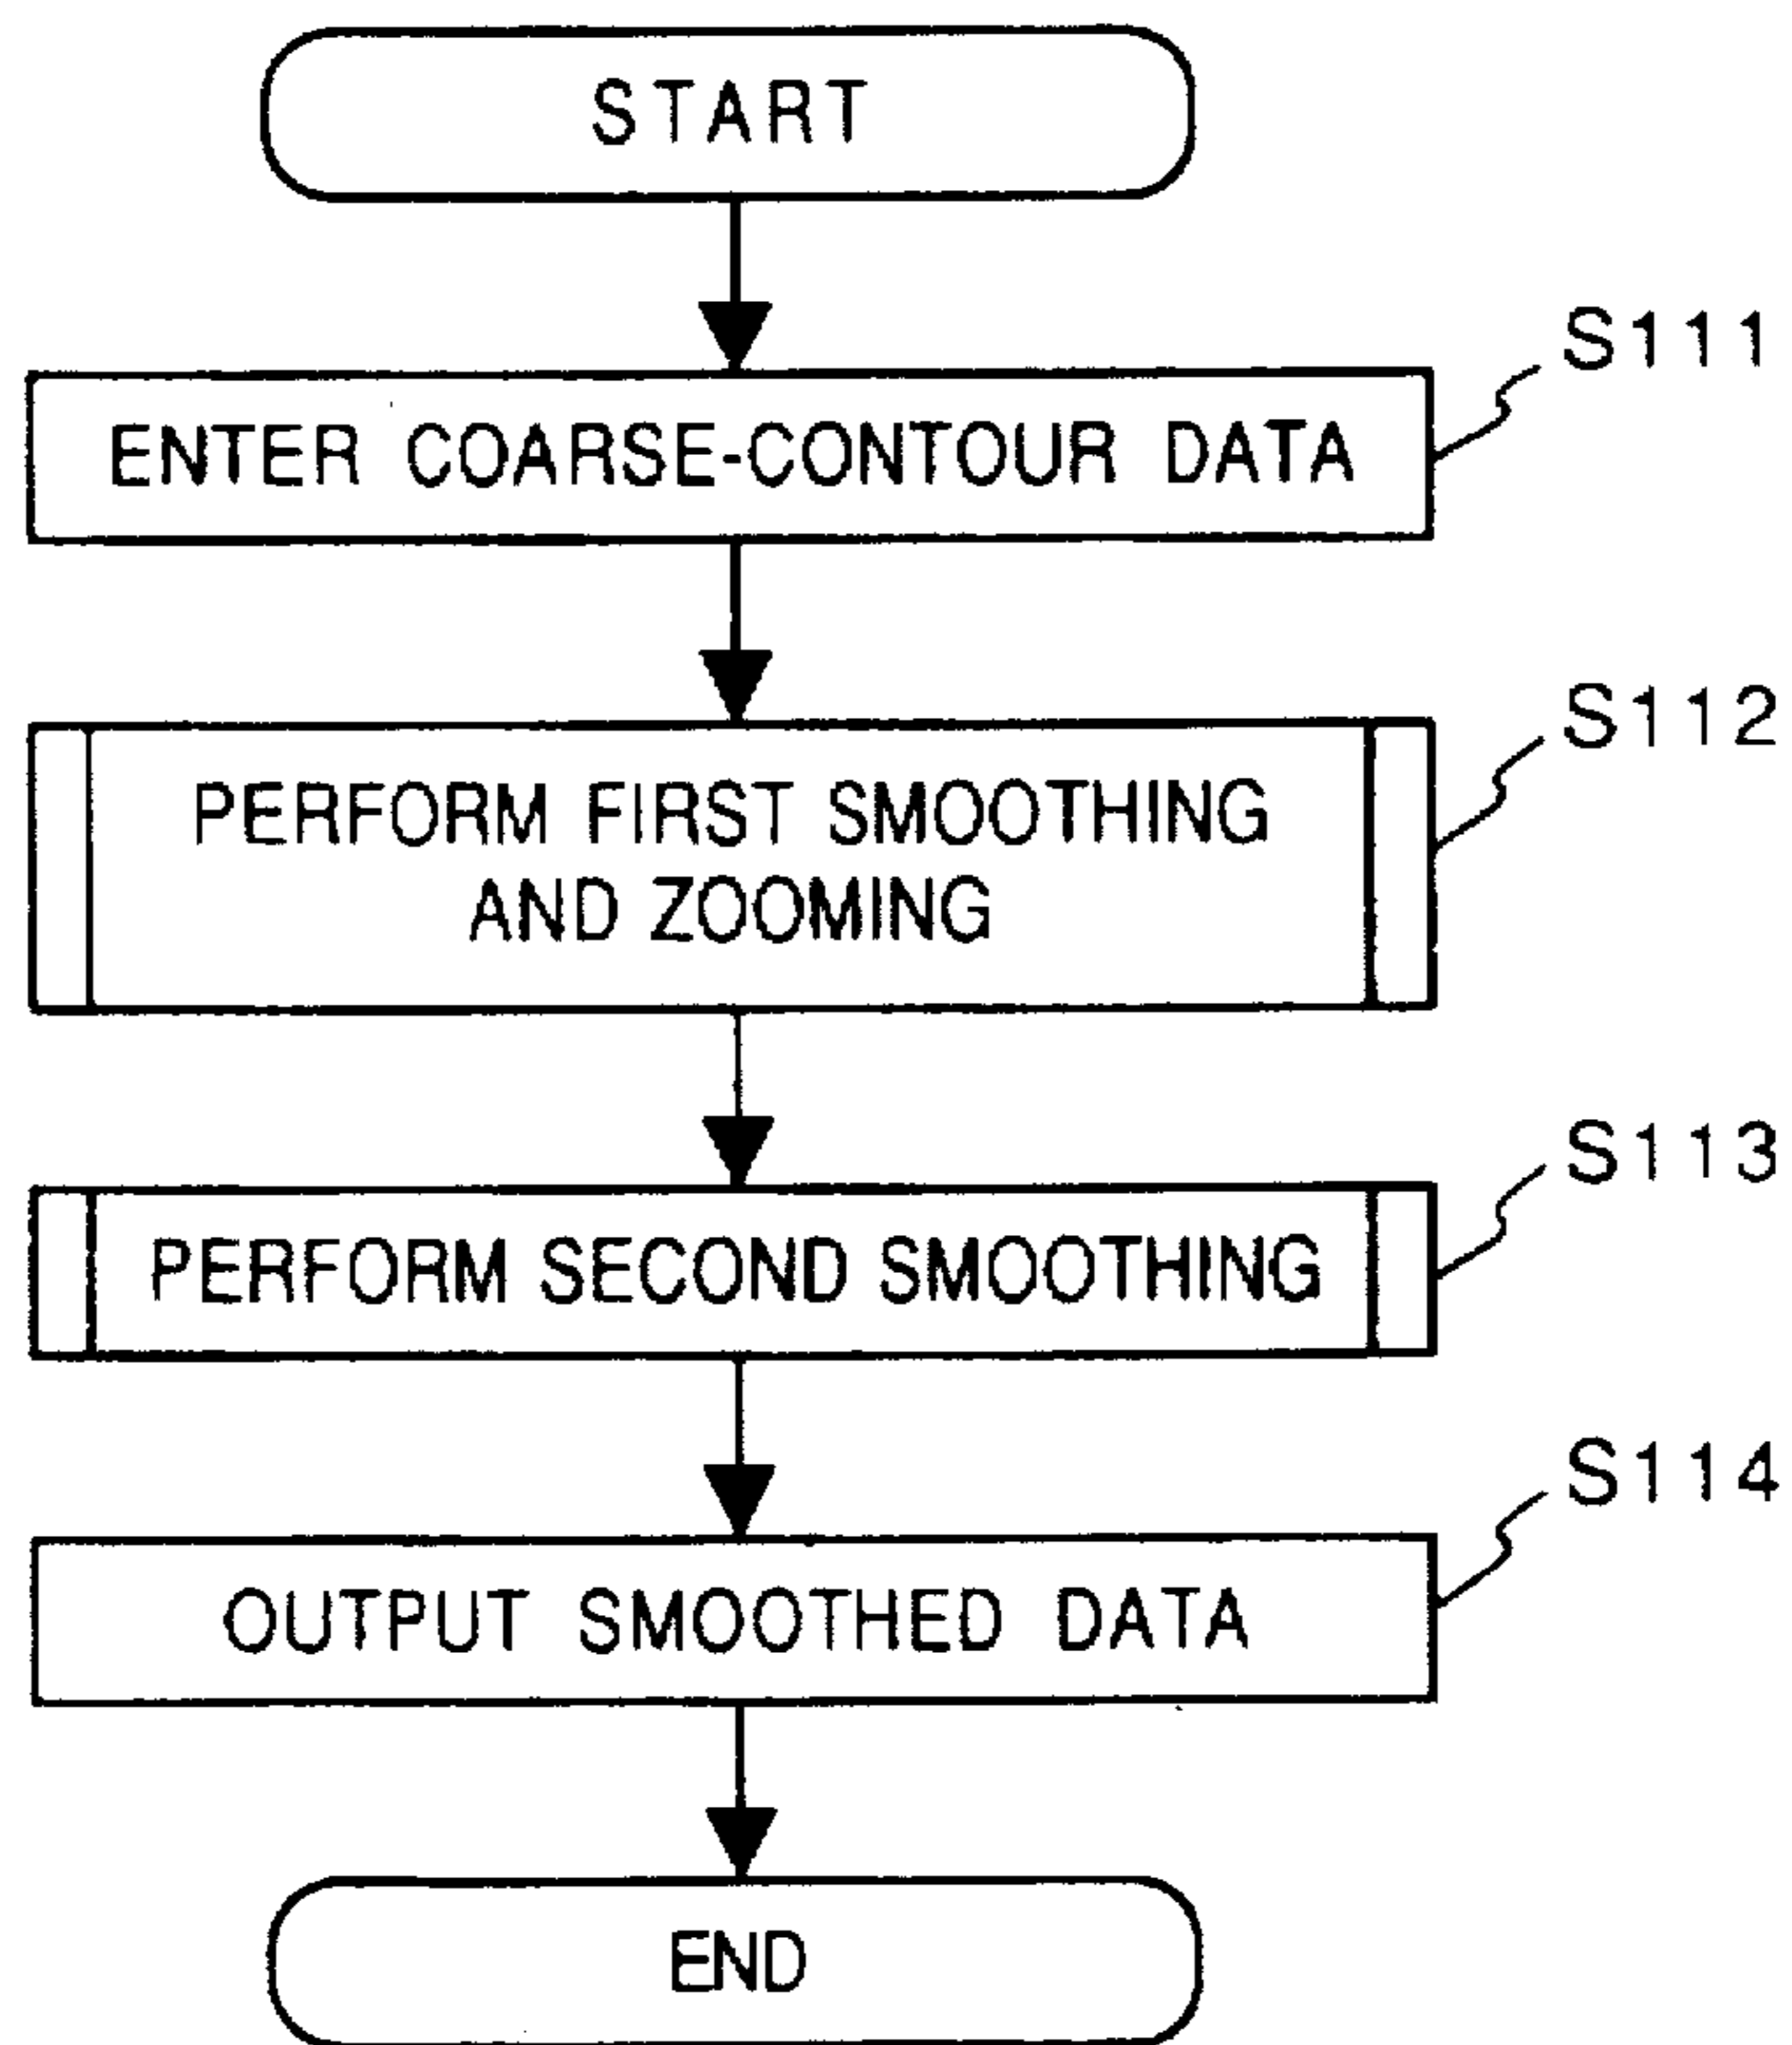 START
S111
ENTER COARSE-CONTOUR DATA
S112
PERFORM FIRST SMOOTHING
AND ZOOMING
S113
PERFORM SECOND SMOOTHING
S114
OUTPUT SMOOTHED DATA
END